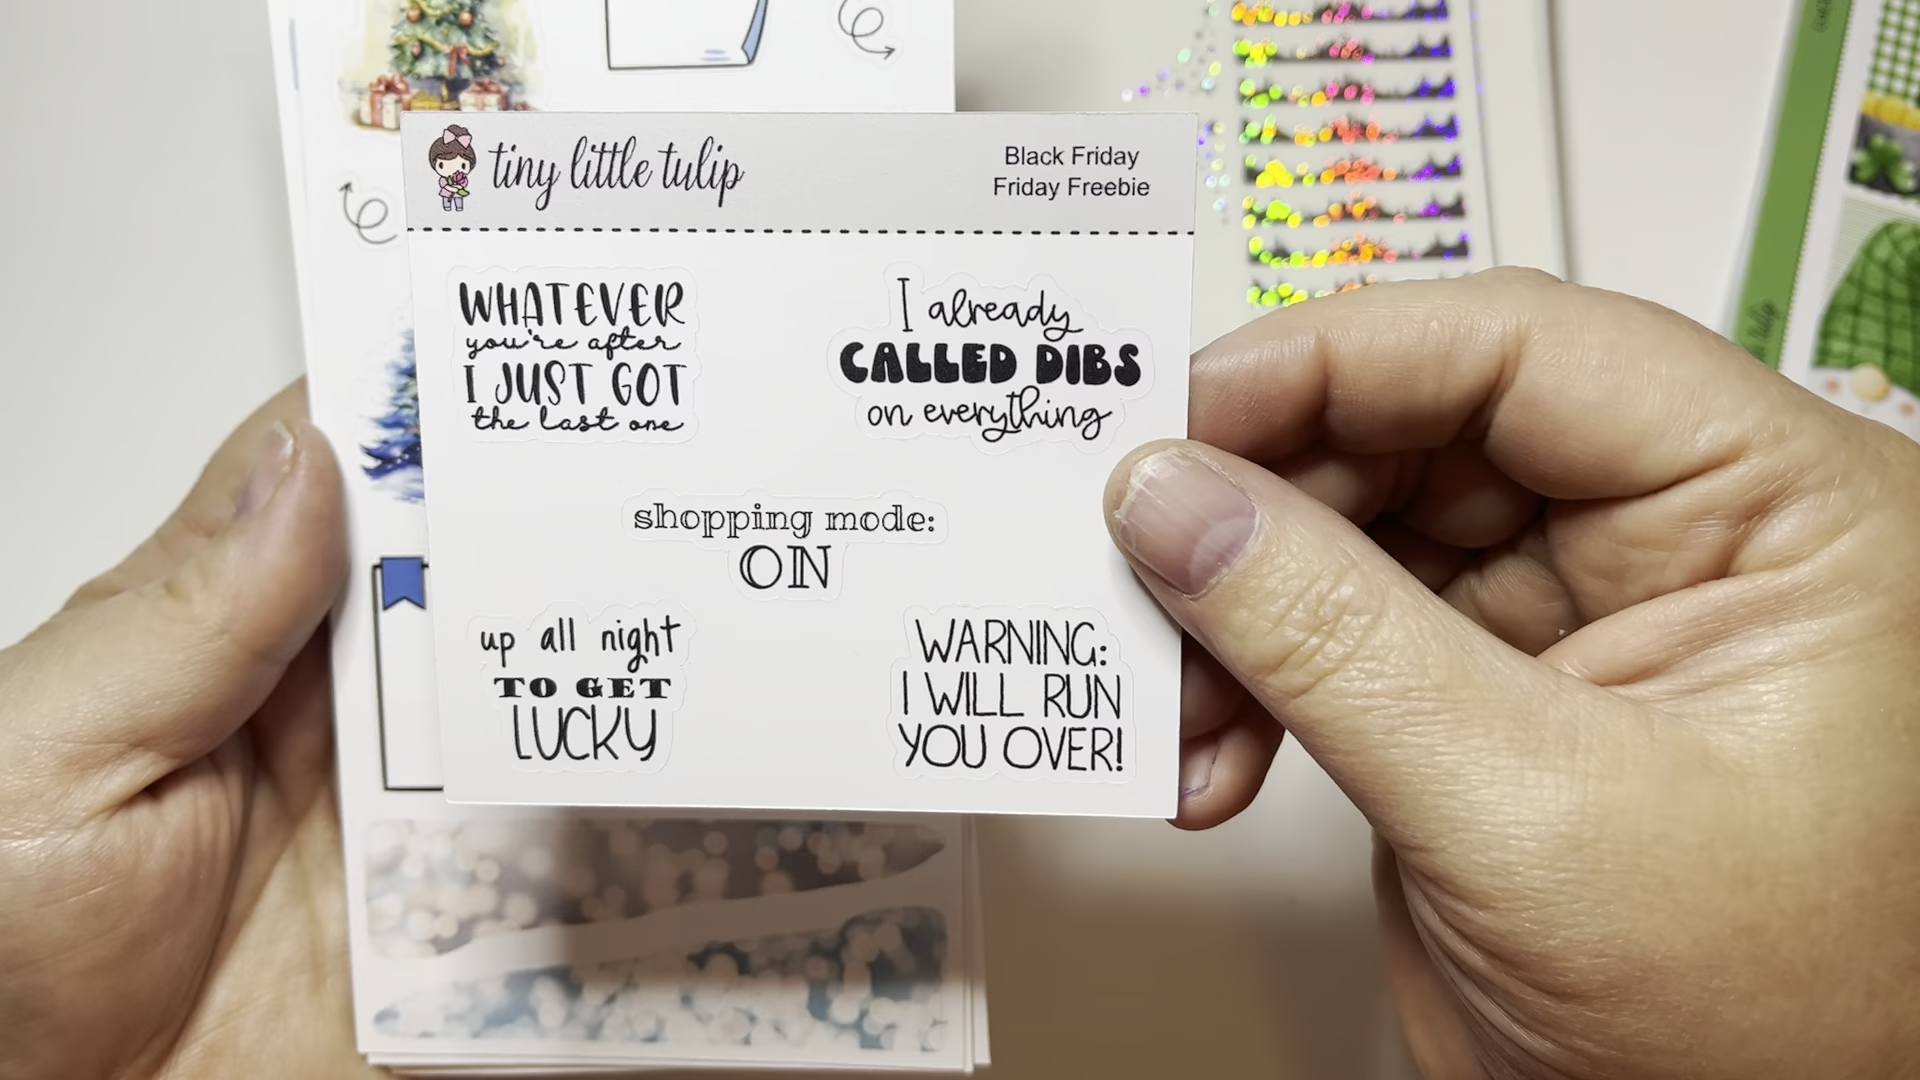 tiny little tulip
Black Friday
Friday Freebie
WHATEVER
you're after
I JUST GOT
the last one
I already
CALLED DIBS
on everything
shopping mode:
ON
up all night
TO GET
LUCKY
WARNING:
I WILL RUN
YOU OVER!